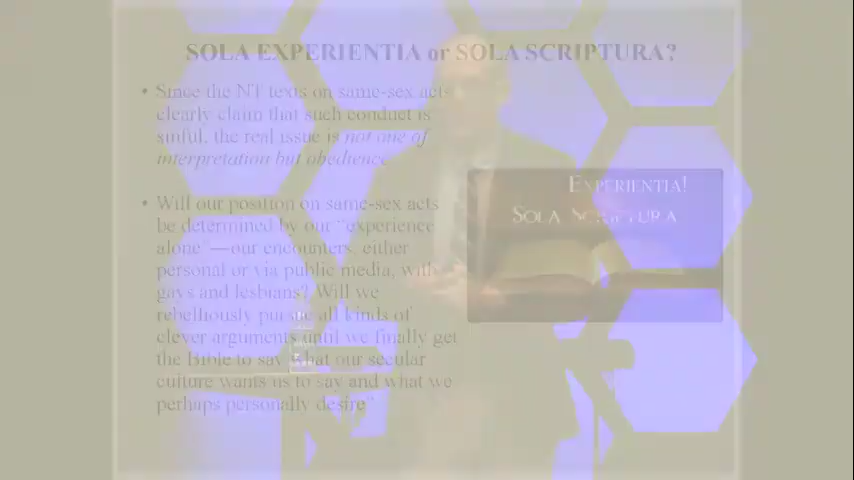 SOLA EXPERIENTIA or SOLA SCRIPTURA?
• Since the NT texts on same-sex acts
clearly claim that such conduct is
sinful, the real issue is not one of
interpretation but obedience
• Will our position on same-sex acts
be determined by our “experience
alone”—our encounters, either
personal or via public media, with
gays and lesbians? Will we
rebelliously pursue all kinds of
clever arguments until we finally get
the Bible to say what our secular
culture wants us to say and what we
perhaps personally desire”
EXPERIENTIA!
SOLA SCRIPTURA